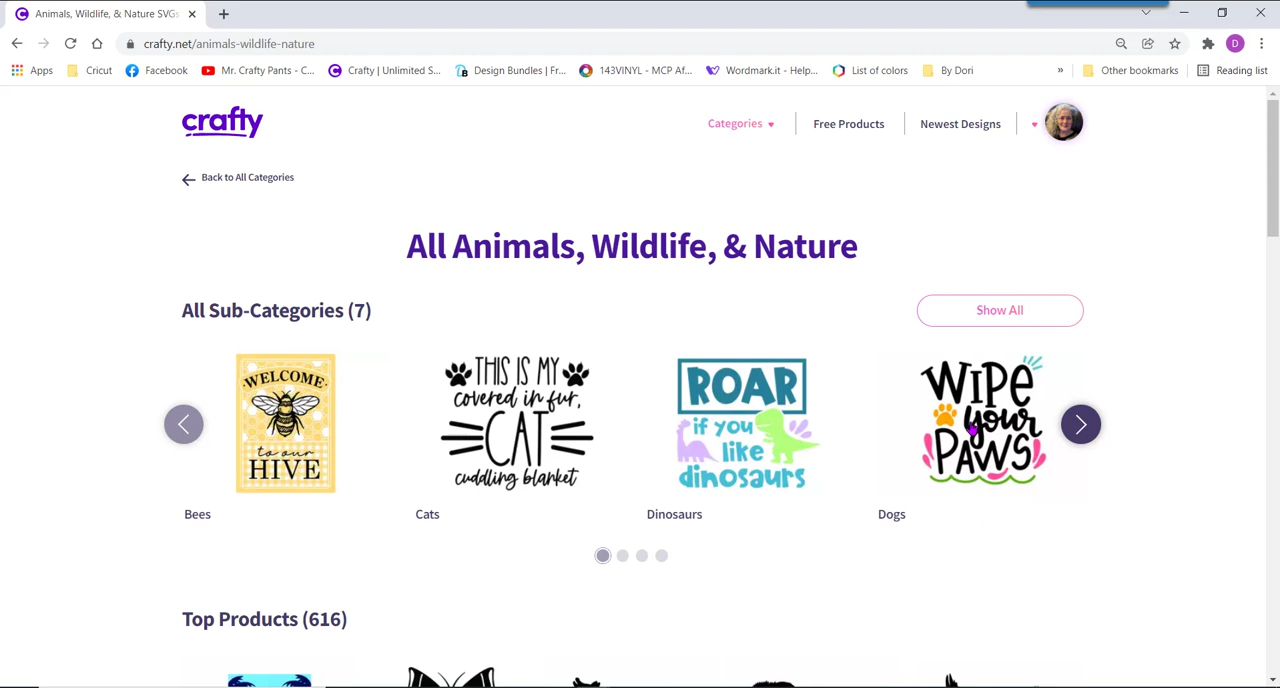 Animals, Wildlife, & Nature SVGs
crafty.net/animals-wildlife-nature
D
Apps
Cricut
Facebook
Mr. Crafty Pants - C...
Crafty | Unlimited S...
Design Bundles | Fr...
143VINYL - MCP Af...
Wordmark.it - Help...
List of colors
By Dori
»
Other bookmarks
Reading list
crafty
Categories
Free Products
Newest Designs
Back to All Categories
All Animals, Wildlife, & Nature
All Sub-Categories (7)
Show All
WELCOME
to our
HIVE
THIS IS MY
covered in fur,
CAT
cuddling blanket
ROAR
if you
like
dinosaurs
WIPE
your
PAWS
Bees
Cats
Dinosaurs
Dogs
Top Products (616)